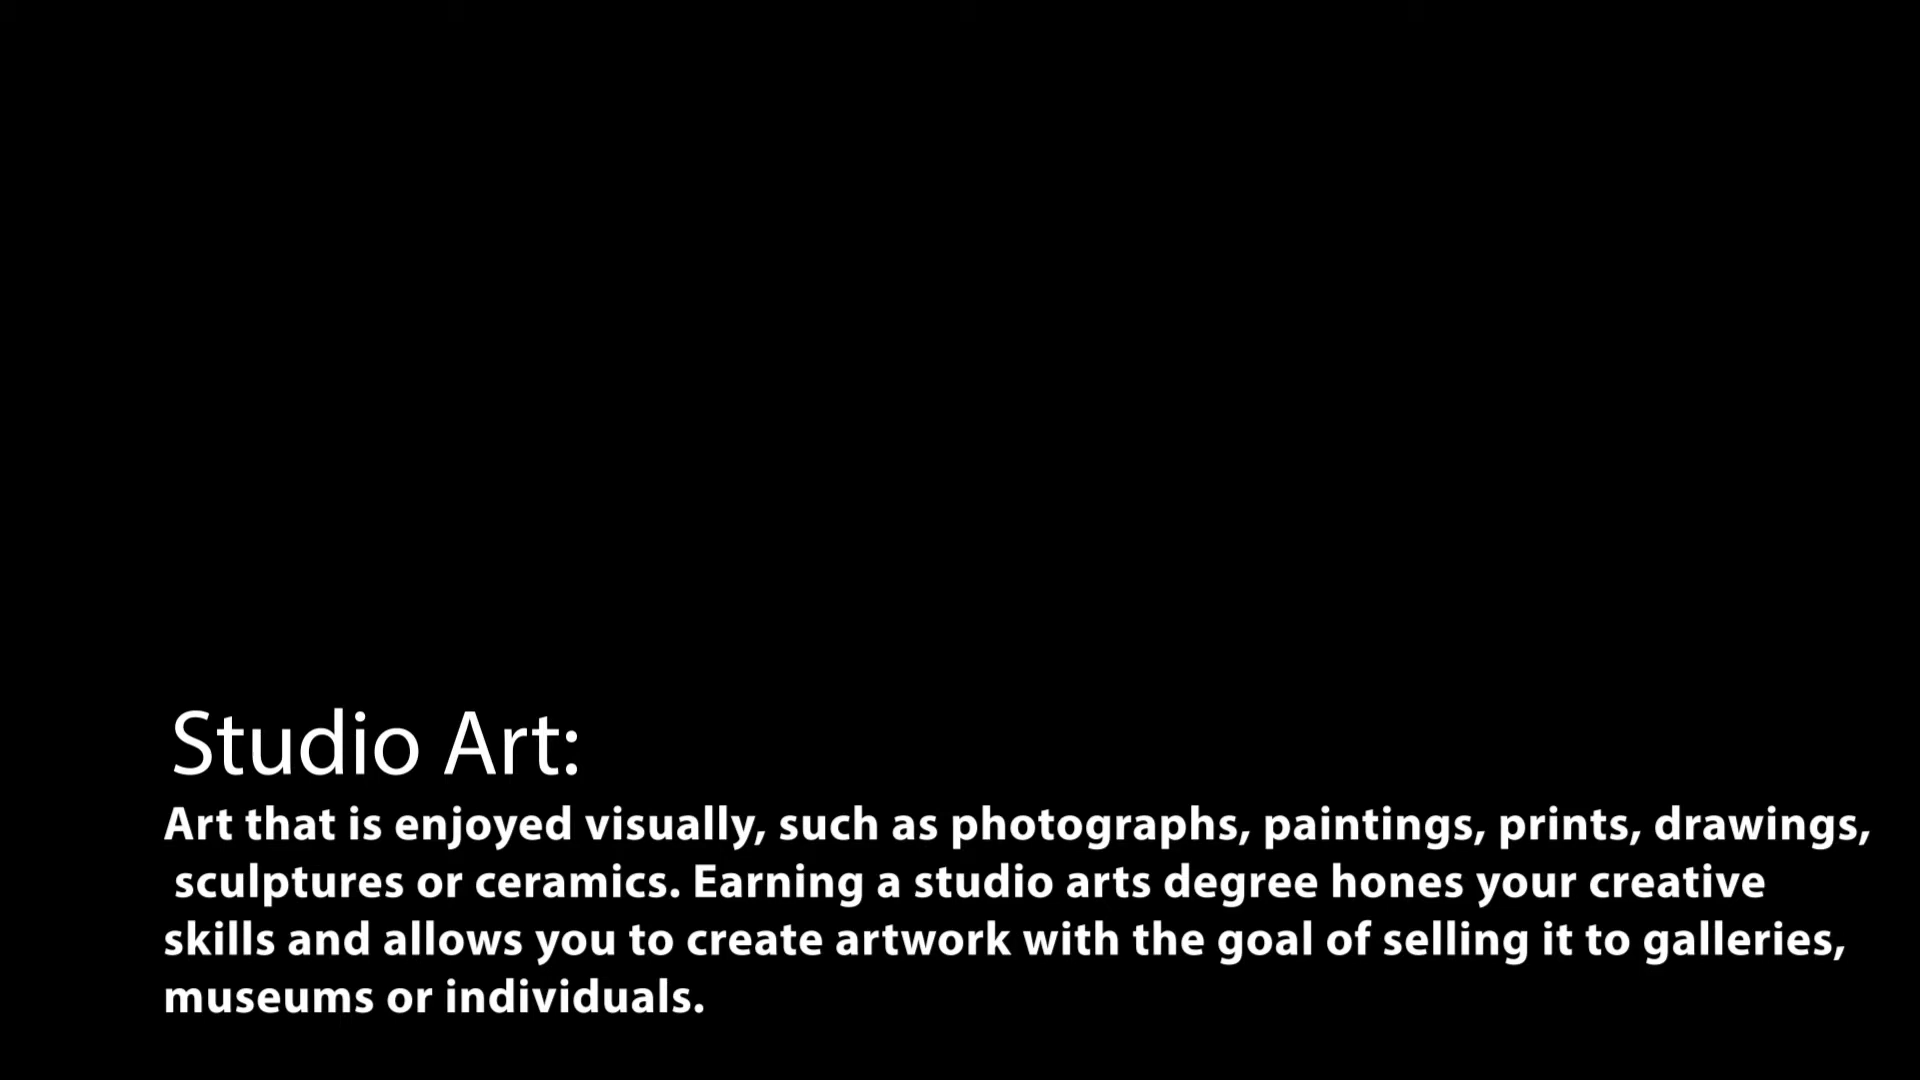 Studio Art:
Art that is enjoyed visually, such as photographs, paintings, prints, drawings,
sculptures or ceramics. Earning a studio arts degree hones your creative
skills and allows you to create artwork with the goal of selling it to galleries,
museums or individuals.